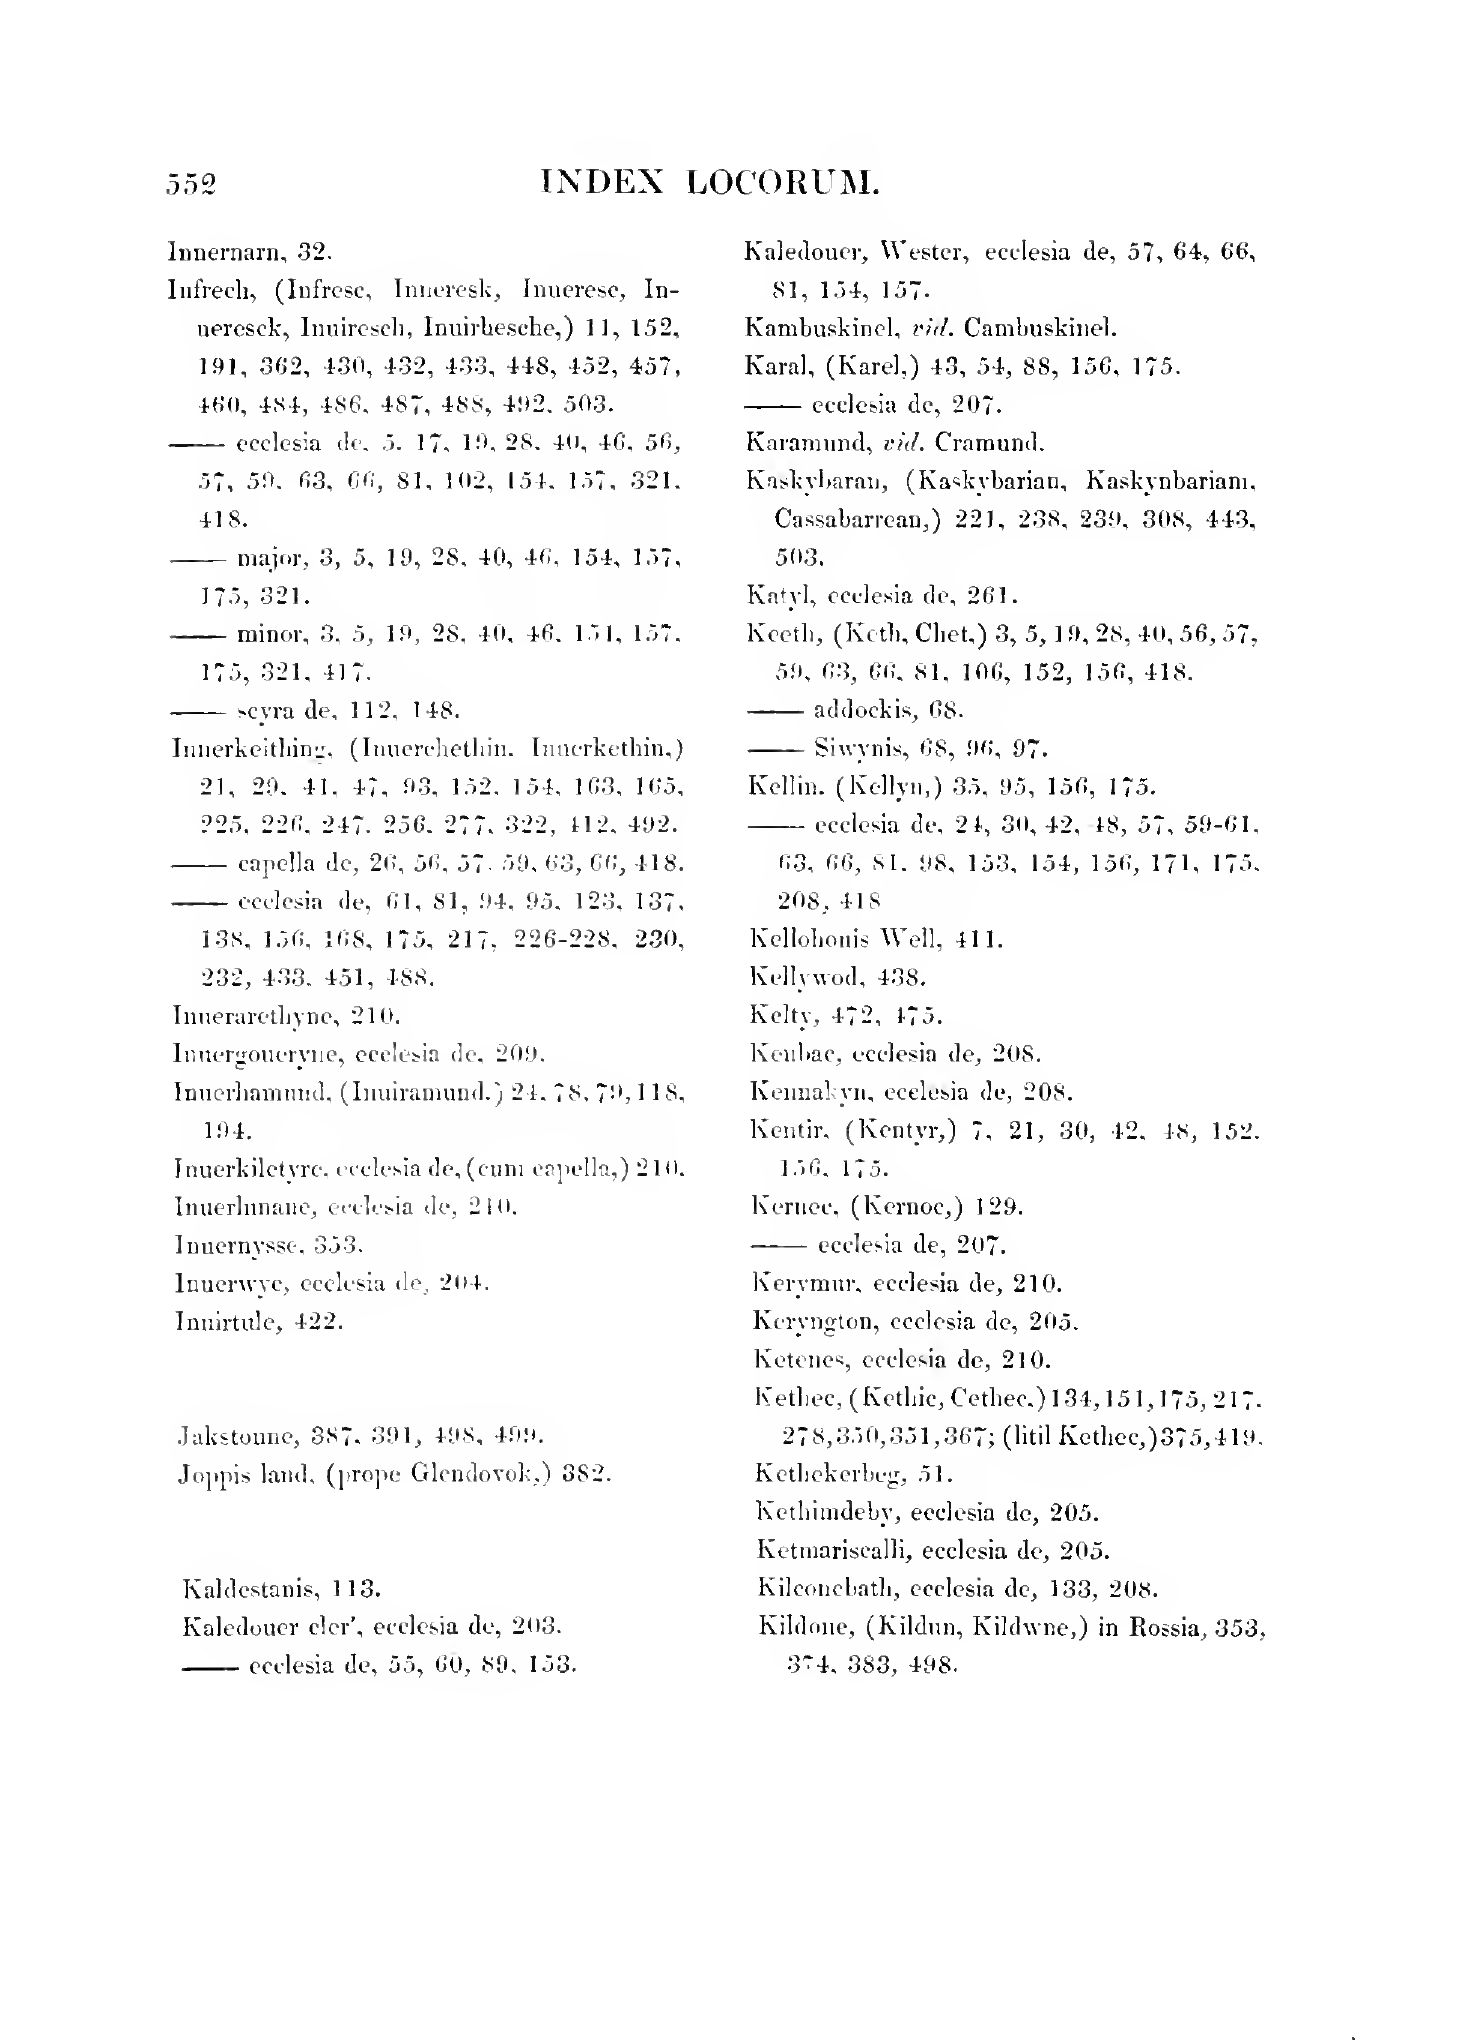 552 INDEX LOCORUM.
Innernarn, 32.
Infrech, (Infresc, Inneresk, Inueresc, In-
neresck, Inuiresch, Inuirhesche,) 11, 152,
191, 362, 430, 432, 433, 448, 452, 457,
460, 484, 486, 487, 488, 492, 503.
—— ecclesia de, 5, 17, 19, 28, 40, 46, 56,
57, 59, 63, 66, 81, 102, 154, 157, 321,
418.
—— major, 3, 5, 19, 28, 40, 46, 154, 157,
175, 321.
—— minor, 3, 5, 19, 28, 40, 46, 154, 157,
175, 321, 417.
—— scyra de, 112, 148.
Innerkeithing, (Inuerchethin, Innerkethin,)
21, 29, 41, 47, 93, 152, 154, 163, 165,
225, 226, 247, 256, 277, 322, 412, 492.
—— capella de, 26, 56, 57, 59, 63, 66, 418.
—— ecclesia de, 61, 81, 94, 95, 123, 137,
138, 156, 168, 175, 217, 226-228, 230,
232, 433, 451, 488.
Inuerarethyne, 210.
Inuergoueryne, ecclesia de, 209.
Inuerhamund, (Inuiramund,) 24, 78, 79, 118,
194.
Inuerkiletyre, ecclesia de, (cum capella,) 210.
Inuerlunane, ecclesia de, 210.
Inuernysse, 353.
Inuerwyc, ecclesia de, 204.
Inuirtule, 422.
Jakstoune, 387, 391, 498, 499.
Joppis land, (prope Glendovok,) 382.
Kaldestanis, 113.
Kaledouer cler', ecclesia de, 203.
—— ecclesia de, 55, 60, 89, 153.
Kaledouer, Wester, ecclesia de, 57, 64, 66,
81, 154, 157.
Kambuskinel, vid. Cambuskinel.
Karal, (Karel,) 43, 54, 88, 156, 175.
—— ecclesia de, 207.
Karamund, vid. Cramund.
Kaskybaran, (Kaskybarian, Kaskynbariam,
Cassabarrean,) 221, 238, 239, 308, 443,
503.
Katyl, ecclesia de, 261.
Keeth, (Keth, Chet,) 3, 5, 19, 28, 40, 56, 57,
59, 63, 66, 81, 106, 152, 156, 418.
—— addockis, 68.
—— Siwynis, 68, 96, 97.
Kellin, (Kellyn,) 35, 95, 156, 175.
—— ecclesia de, 24, 30, 42, 48, 57, 59-61,
63, 66, 81, 98, 153, 154, 156, 171, 175,
208, 418
Kellohonis Well, 411.
Kellywod, 438.
Kelty, 472, 475.
Kenbac, ecclesia de, 208.
Kennakyn, ecclesia de, 208.
Kentir, (Kentyr,) 7, 21, 30, 42, 48, 152,
156, 175.
Kernec, (Kernoc,) 129.
—— ecclesia de, 207.
Kerymur, ecclesia de, 210.
Keryngton, ecclesia de, 205.
Ketenes, ecclesia de, 210.
Kethec, (Kethic, Cethec,) 134, 151, 175, 217,
278, 350, 351, 367; (litil Kethec,) 375, 419.
Kethekerbeg, 51.
Kethimdeby, ecclesia de, 205.
Ketmariscalli, ecclesia de, 205.
Kilconcbath, ecclesia de, 133, 208.
Kildone, (Kildun, Kildwne,) in Rossia, 353,
374, 383, 498.